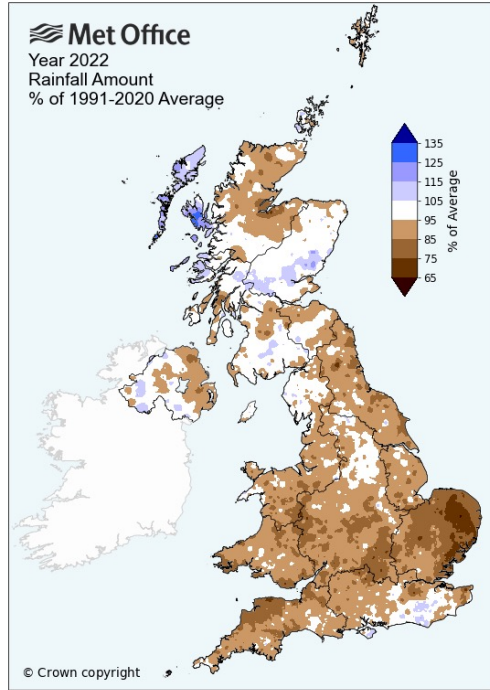 Met Office
Year 2022
Rainfall Amount
% of 1991-2020 Average
135
125
115
105
95
85
75
65
% of Average
© Crown copyright